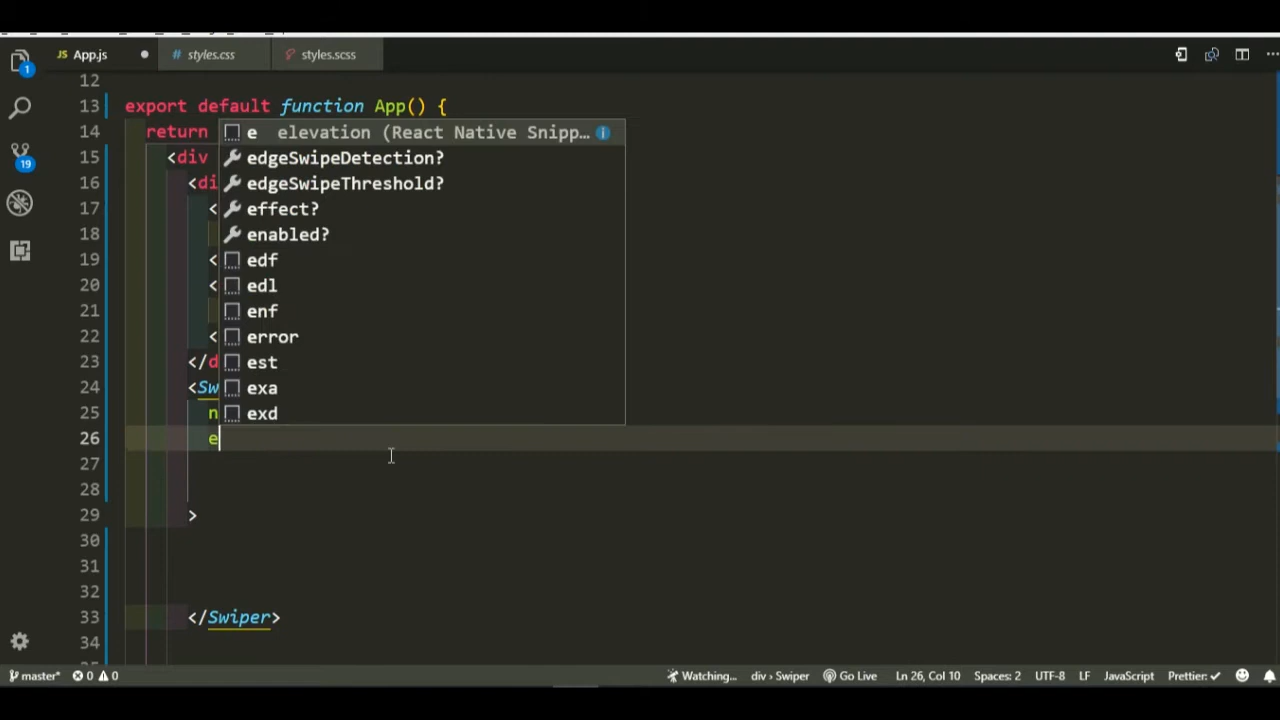 JS App.js # styles.css styles.scss
1
19
12
13 export default function App() {
14 return
15 <div
16 <di
17 <
18
19 <
20 <
21
22 <
23 </d
24 <Sw
25 n
26 e
27
28
29 >
30
31
32
33 </Swiper>
34
e elevation (React Native Snipp…
edgeSwipeDetection?
edgeSwipeThreshold?
effect?
enabled?
edf
edl
enf
error
est
exa
exd
master* 0 0 Watching... div › Swiper Go Live Ln 26, Col 10 Spaces: 2 UTF-8 LF JavaScript Prettier: ✓